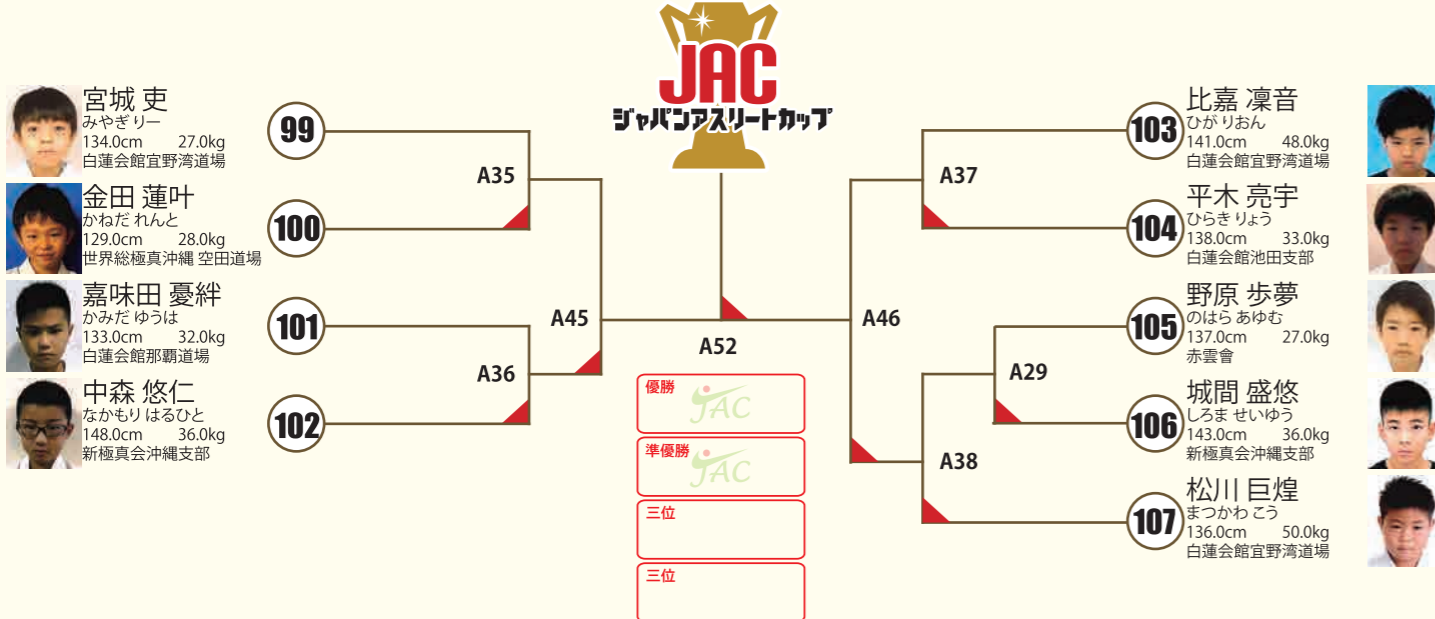 JAC
ジャパンアスリートカップ
宮城 吏
みやぎ りー
134.0cm 27.0kg
白蓮会館宜野湾道場
99
金田 蓮叶
かねだ れんと
129.0cm 28.0kg
世界総極真沖縄 空田道場
100
嘉味田 憂絆
かみだ ゆうは
133.0cm 32.0kg
白蓮会館那覇道場
101
中森 悠仁
なかもり はるひと
148.0cm 36.0kg
新極真会沖縄支部
102
A35
A36
A45
A52
優勝
JAC
準優勝
JAC
三位
三位
A46
A37
A29
A38
103
比嘉 凜音
ひが りおん
141.0cm 48.0kg
白蓮会館宜野湾道場
104
平木 亮宇
ひらき りょう
138.0cm 33.0kg
白蓮会館池田支部
105
野原 歩夢
のはら あゆむ
137.0cm 27.0kg
赤雲會
106
城間 盛悠
しろま せいゆう
143.0cm 36.0kg
新極真会沖縄支部
107
松川 巨煌
まつかわ こう
136.0cm 50.0kg
白蓮会館宜野湾道場